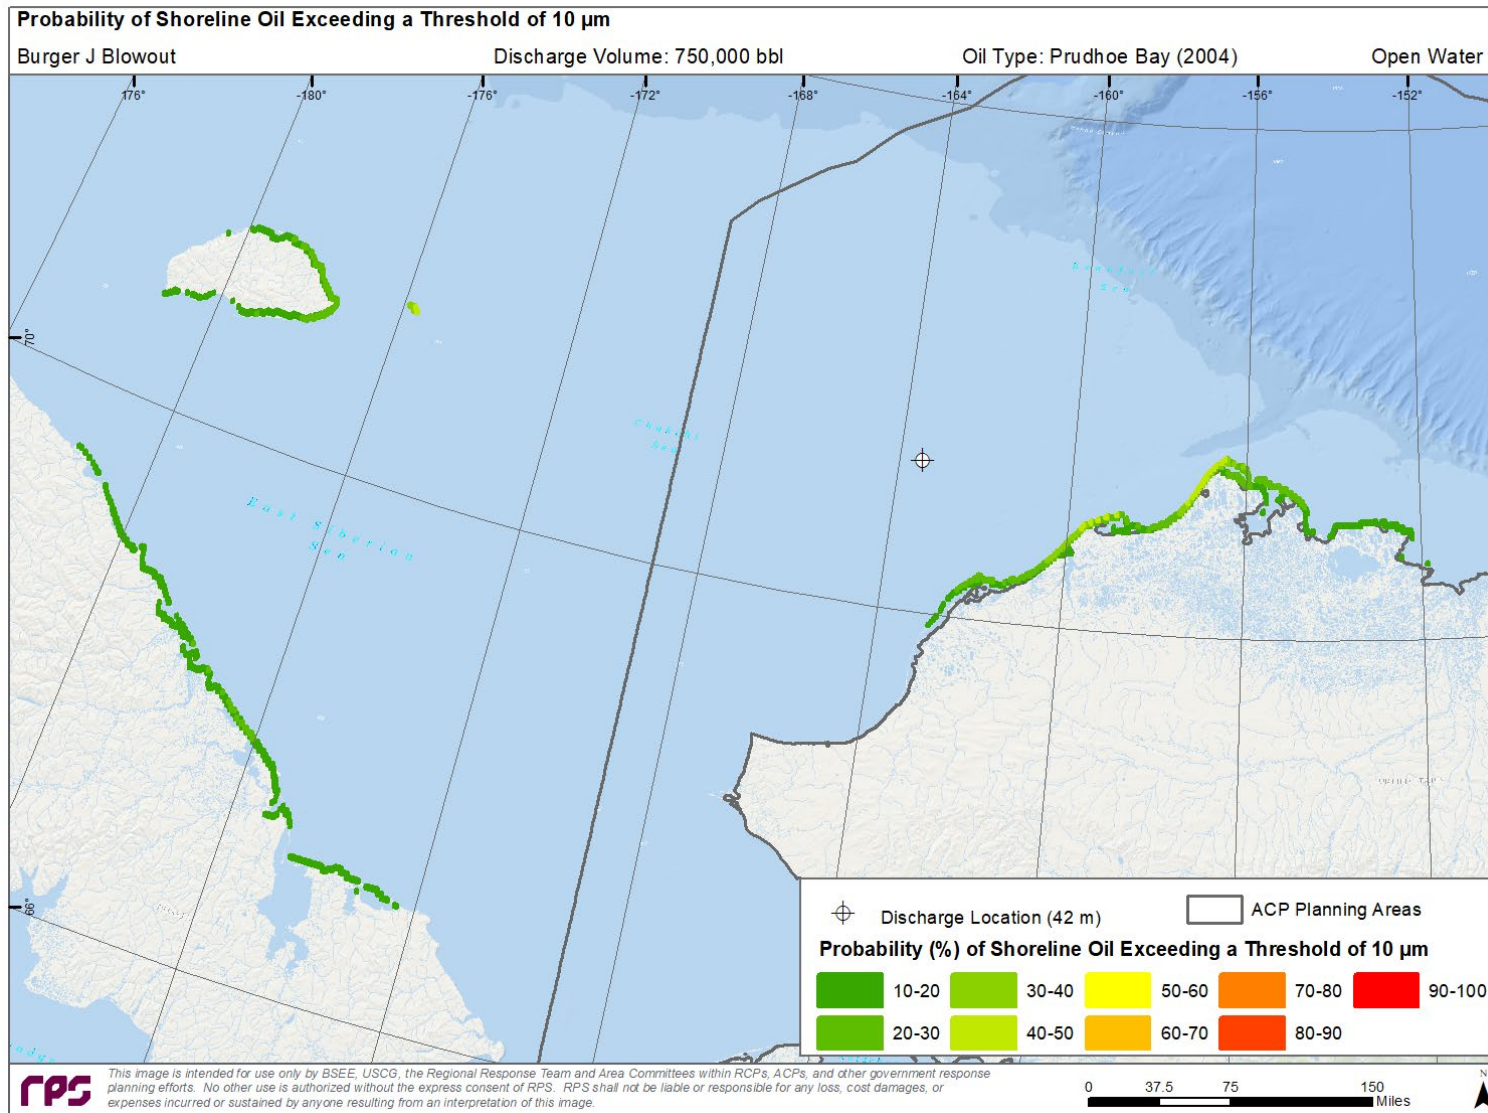 Probability of Shoreline Oil Exceeding a Threshold of 10 µm
Burger J Blowout Discharge Volume: 750,000 bbl Oil Type: Prudhoe Bay (2004) Open Water
176° -180° -176° -172° -168° -164° -160° -156° -152°
70°
Beaufort
Sea
Chukchi
Sea
East Siberian
Sea
66°
Discharge Location (42 m) ACP Planning Areas
Probability (%) of Shoreline Oil Exceeding a Threshold of 10 µm
10-20 30-40 50-60 70-80 90-100
20-30 40-50 60-70 80-90
rps
This image is intended for use only by BSEE, USCG, the Regional Response Team and Area Committees within RCPs, ACPs, and other government response
planning efforts. No other use is authorized without the express consent of RPS. RPS shall not be liable or responsible for any loss, cost damages, or
expenses incurred or sustained by anyone resulting from an interpretation of this image.
0 37.5 75 150
Miles
N